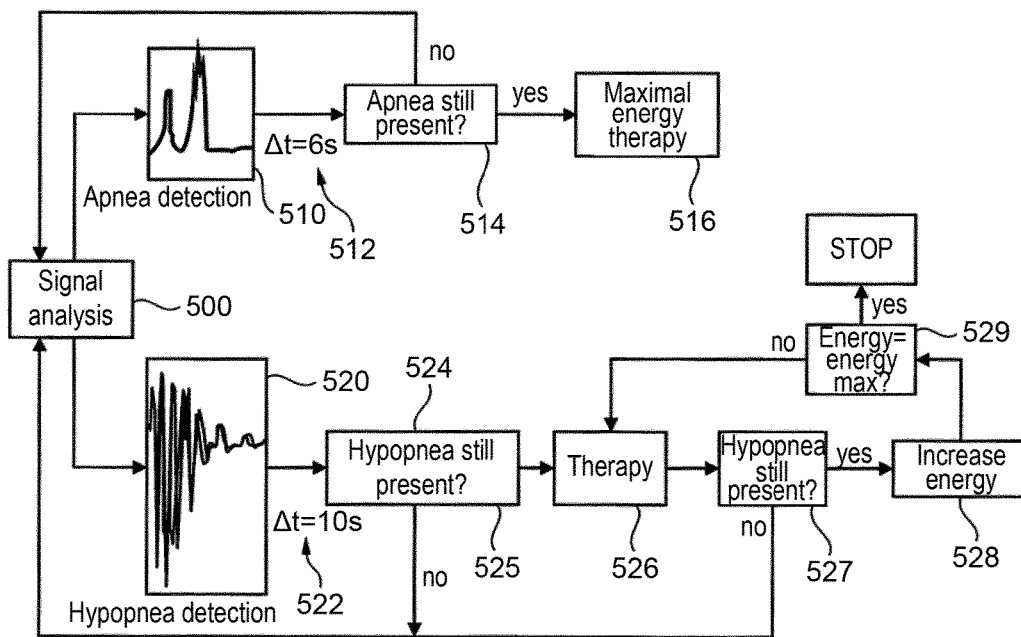 no
Apnea still
present?
yes
Maximal
energy
therapy
Δt=6s
Apnea detection
510
512
514
516
Signal
analysis
500
STOP
yes
529
no
Energy=
energy
max?
520
524
Hypopnea still
present?
Therapy
Hypopnea
still
present?
yes
Increase
energy
Δt=10s
522
no
525
526
no
527
528
Hypopnea detection